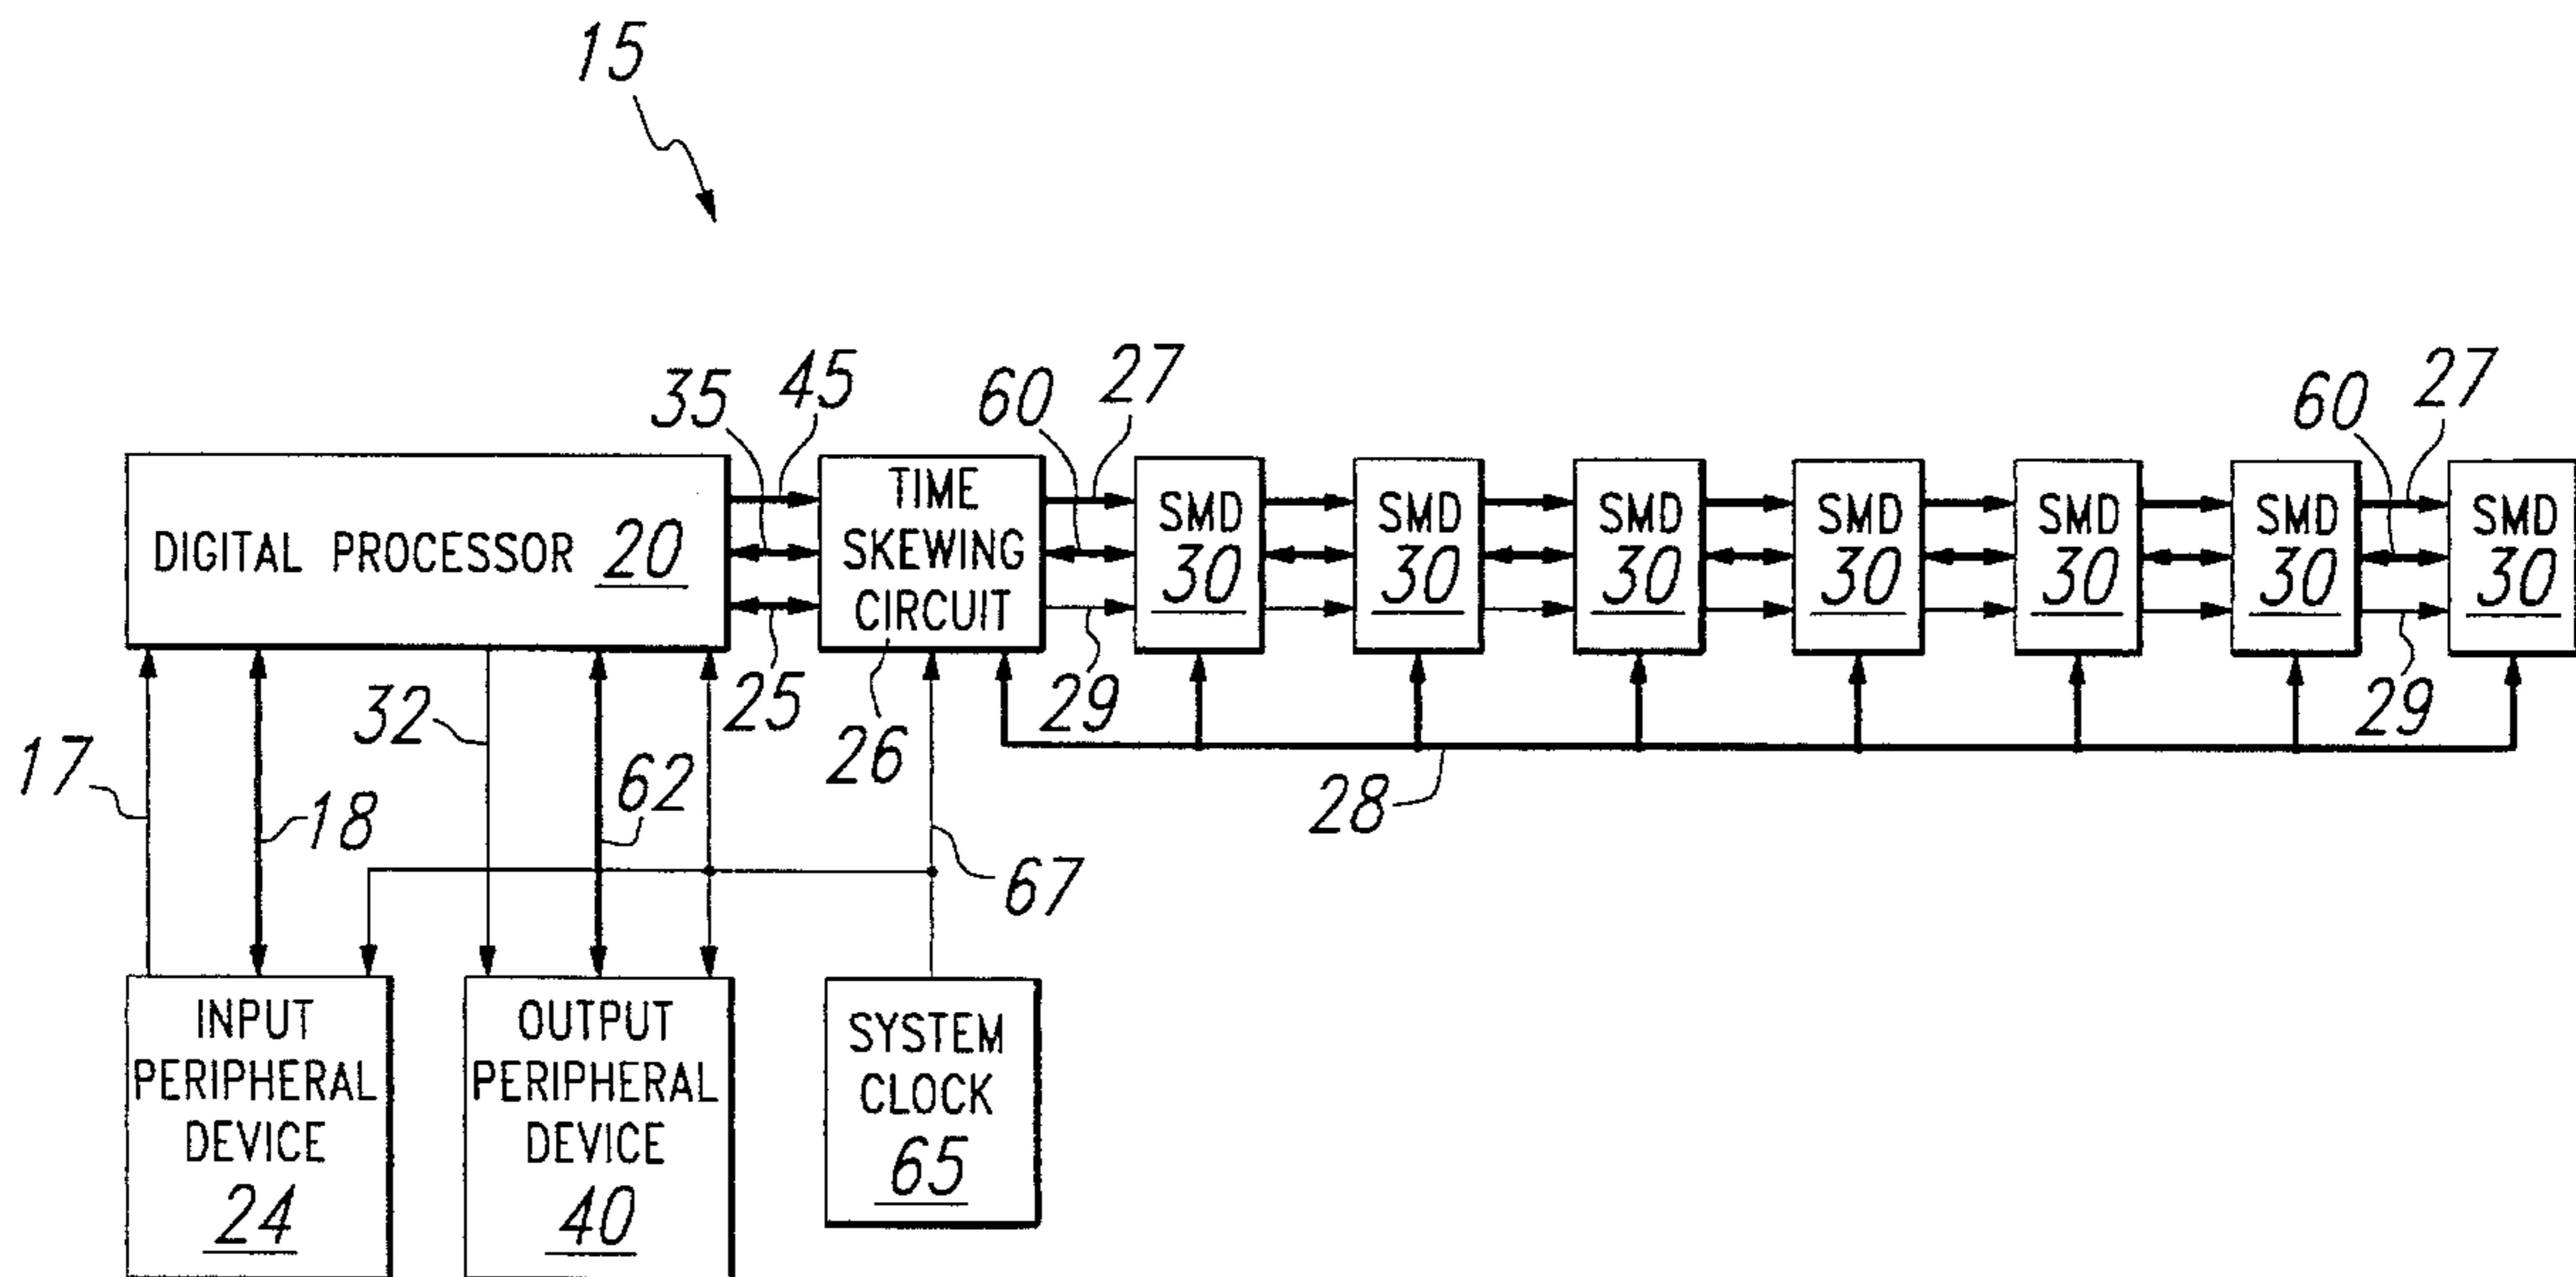 15
45
35
60
27
60
27
DIGITAL PROCESSOR 20
TIME
SKEWING
CIRCUIT
SMD
30
SMD
30
SMD
30
SMD
30
SMD
30
SMD
30
SMD
30
32
25
26
29
29
17
18
62
28
67
INPUT
PERIPHERAL
DEVICE
24
OUTPUT
PERIPHERAL
DEVICE
40
SYSTEM
CLOCK
65